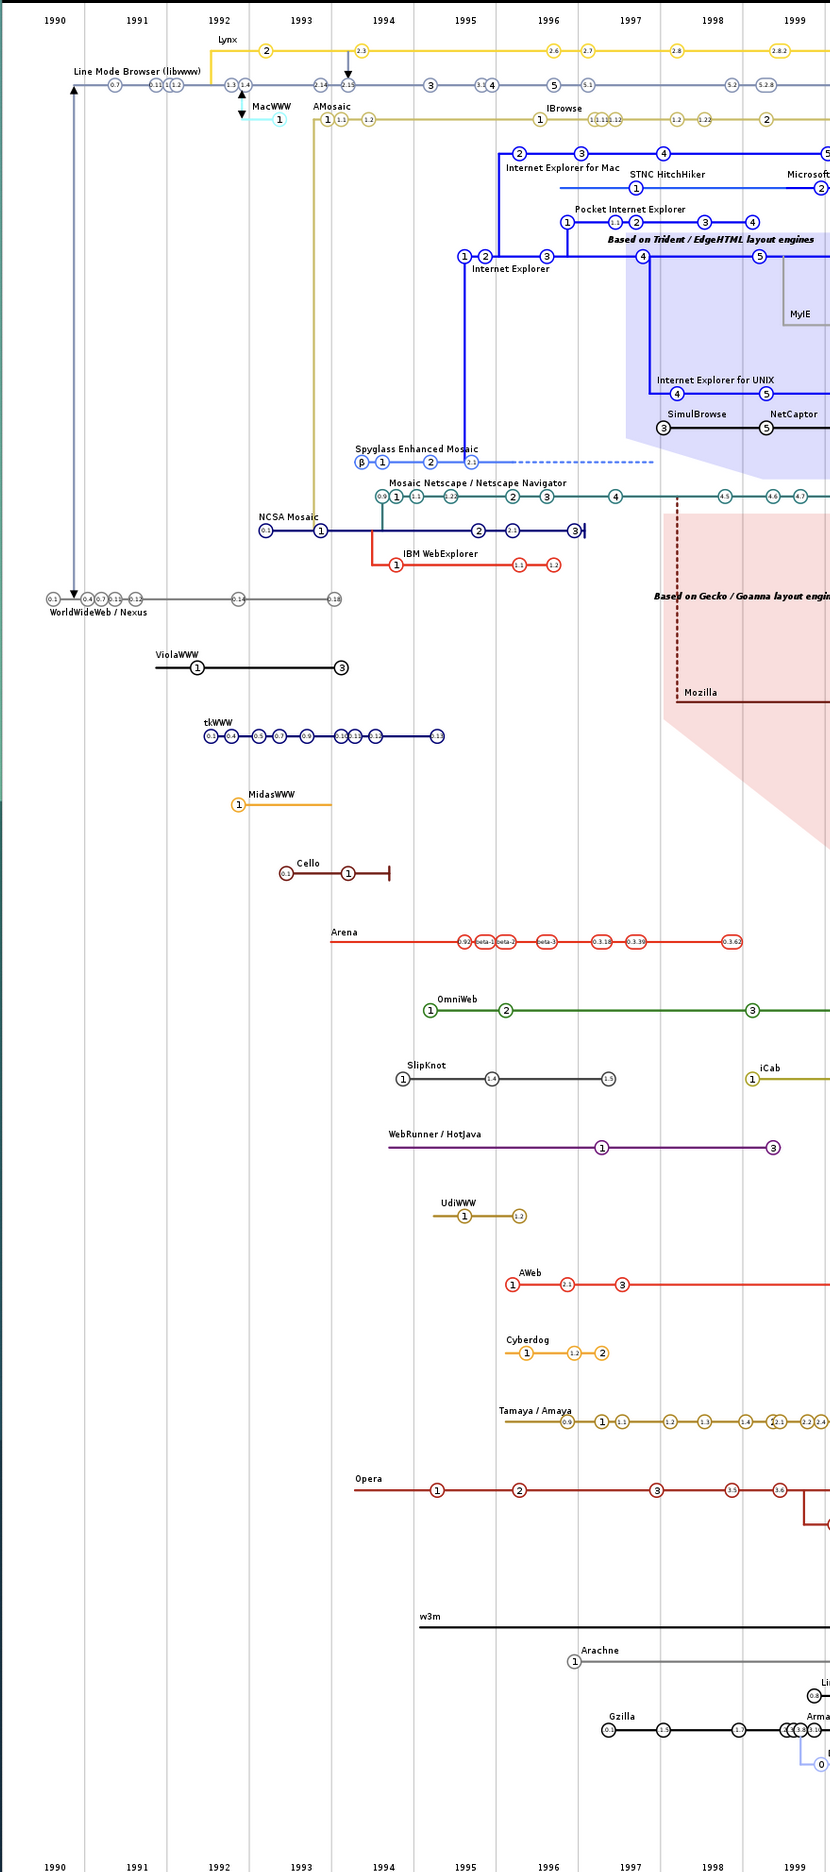 1990 1991 1992 1993 1994 1995 1996 1997 1998 1999
Lynx
2 2.3 2.6 2.7 2.8 2.8.2
Line Mode Browser (libwww)
0.7 0.11 1.2 1.3 1.4 2.14 2.15 3 3.1 4 5 5.1 5.2 5.2.8
MacWWW AMosaic IBrowse
1 1 1.1 1.2 1 1.11 1.12 1.2 1.22 2
2 3 4 5
Internet Explorer for Mac
STNC HitchHiker Microsoft
1 2
Pocket Internet Explorer
1 1.1 2 3 4
Based on Trident / EdgeHTML layout engines
1 2 3 4 5
Internet Explorer
MyIE
Internet Explorer for UNIX
4 5
SimulBrowse NetCaptor
3 5
Spyglass Enhanced Mosaic
β 1 2 2.1
Mosaic Netscape / Netscape Navigator
0.9 1 1.1 1.22 2 3 4 4.5 4.6 4.7
NCSA Mosaic
0.1 1 2 2.1 3
IBM WebExplorer
1 1.1 1.2
Based on Gecko / Goanna layout engin
0.1 0.4 0.7 0.11 0.12 0.14 0.18
WorldWideWeb / Nexus
ViolaWWW
1 3
Mozilla
tkWWW
0.1 0.4 0.5 0.7 0.9 0.10 0.11 0.12 0.13
MidasWWW
1
Cello
0.1 1
Arena
0.92 beta-1 beta-2 beta-3 0.3.18 0.3.39 0.3.62
OmniWeb
1 2 3
SlipKnot iCab
1 1.4 1.5 1
WebRunner / HotJava
1 3
UdiWWW
1 1.2
AWeb
1 2.1 3
Cyberdog
1 1.2 2
Tamaya / Amaya
0.9 1 1.1 1.2 1.3 1.4 2.1 2.2 2.4
Opera
1 2 3 3.5 3.6
w3m
Arachne
1
Li
0.8
Gzilla Arma
0.1 1.5 1.7 3.8 3.10
0
1990 1991 1992 1993 1994 1995 1996 1997 1998 1999